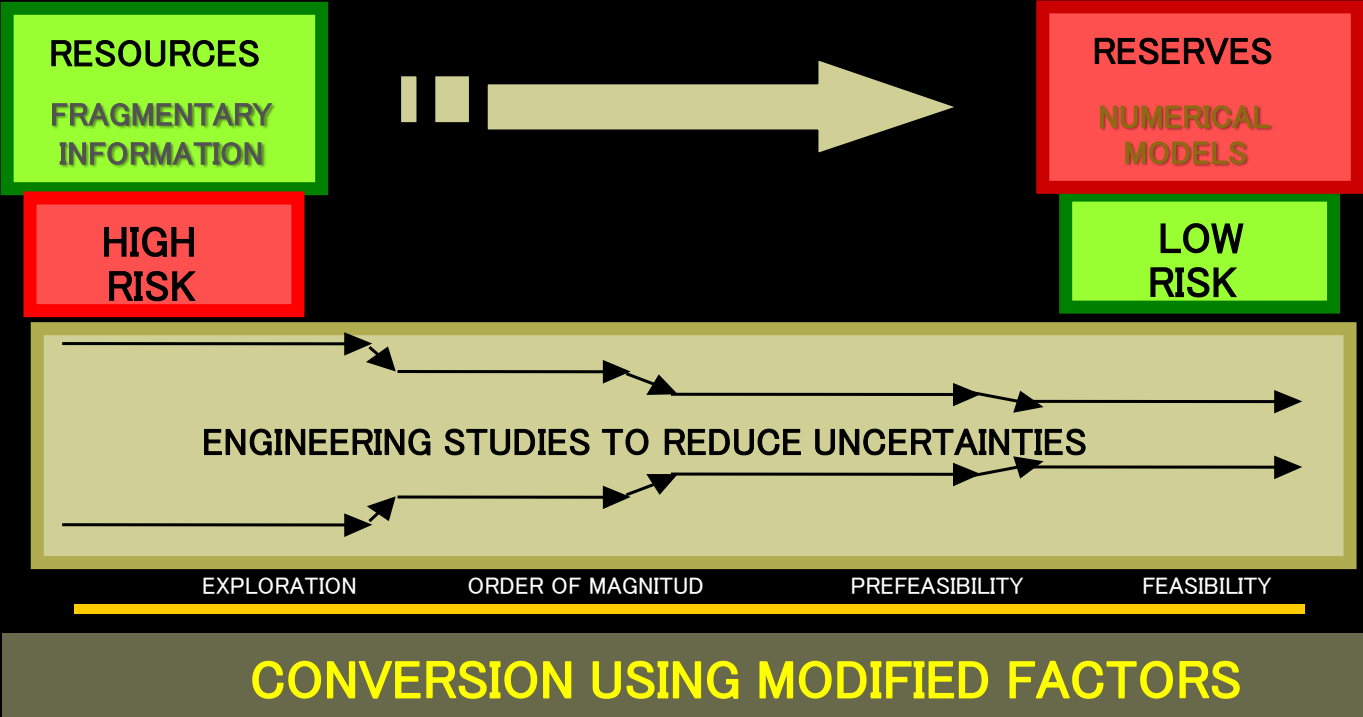 RESOURCES
FRAGMENTARY
INFORMATION
HIGH
RISK
RESERVES
NUMERICAL
MODELS
LOW
RISK
ENGINEERING STUDIES TO REDUCE UNCERTAINTIES
EXPLORATION
ORDER OF MAGNITUD
PREFEASIBILITY
FEASIBILITY
CONVERSION USING MODIFIED FACTORS